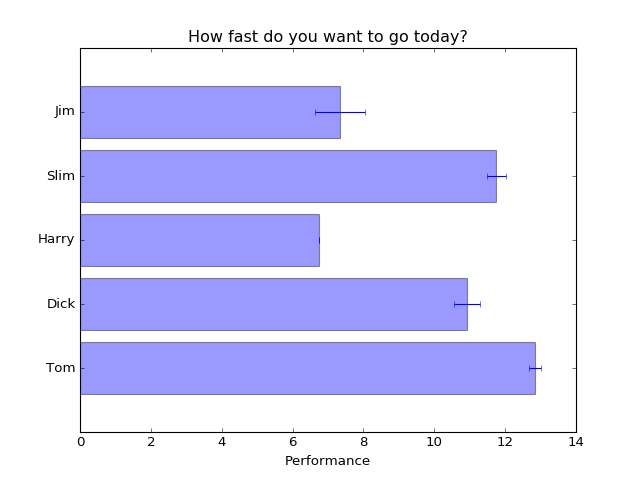 How fast do you want to go today?
Jim
Slim
Harry
Dick
Tom
0 2 4 6 8 10 12 14
Performance